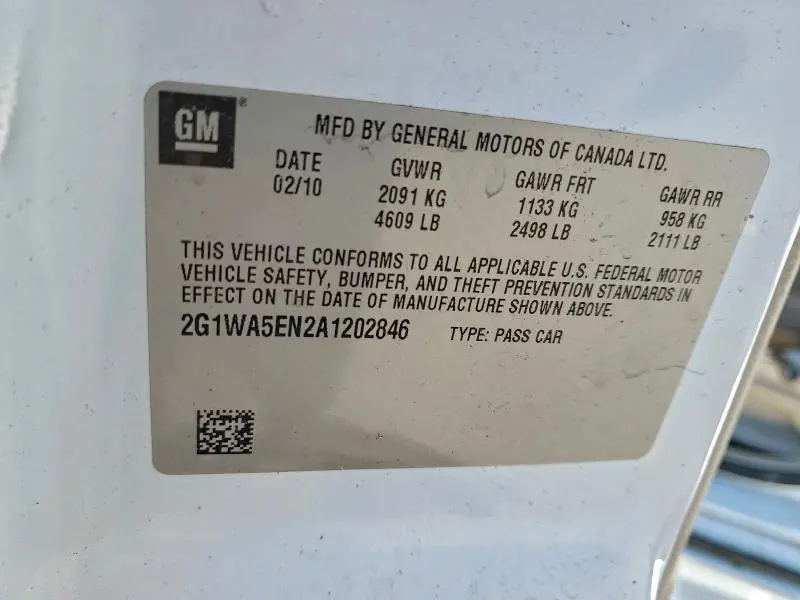 GM ®
MFD BY GENERAL MOTORS OF CANADA LTD.
DATE GVWR GAWR FRT GAWR RR
02/10 2091 KG 1133 KG 958 KG
4609 LB 2498 LB 2111 LB
THIS VEHICLE CONFORMS TO ALL APPLICABLE U.S. FEDERAL MOTOR
VEHICLE SAFETY, BUMPER, AND THEFT PREVENTION STANDARDS IN
EFFECT ON THE DATE OF MANUFACTURE SHOWN ABOVE.
2G1WA5EN2A1202846 TYPE: PASS CAR